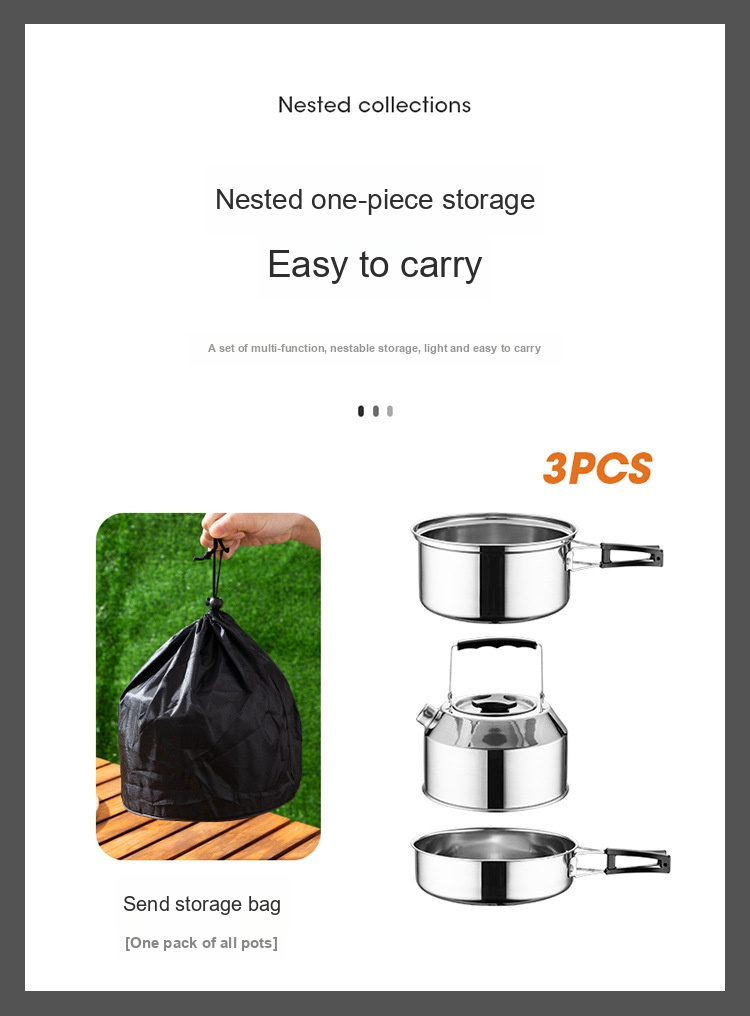 Nested collections
Nested one-piece storage
Easy to carry
A set of multi-function, nestable storage, light and easy to carry
3PCS
Send storage bag
[One pack of all pots]